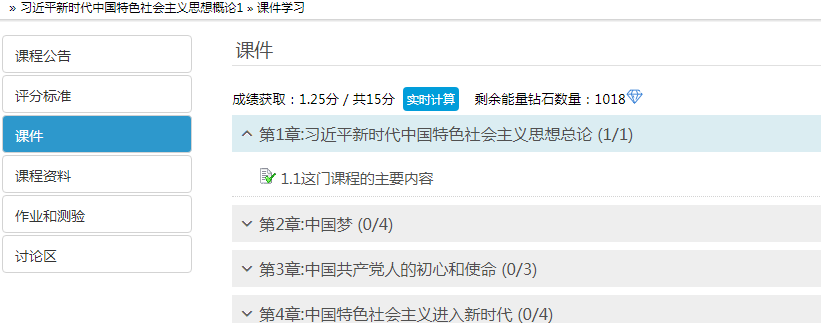 » 习近平新时代中国特色社会主义思想概论1 » 课件学习
课程公告
评分标准
课件
课程资料
作业和测验
讨论区
课件
成绩获取：1.25分 / 共15分 实时计算 剩余能量钻石数量：1018
第1章:习近平新时代中国特色社会主义思想总论 (1/1)
1.1这门课程的主要内容
第2章:中国梦 (0/4)
第3章:中国共产党人的初心和使命 (0/3)
第4章:中国特色社会主义进入新时代 (0/4)